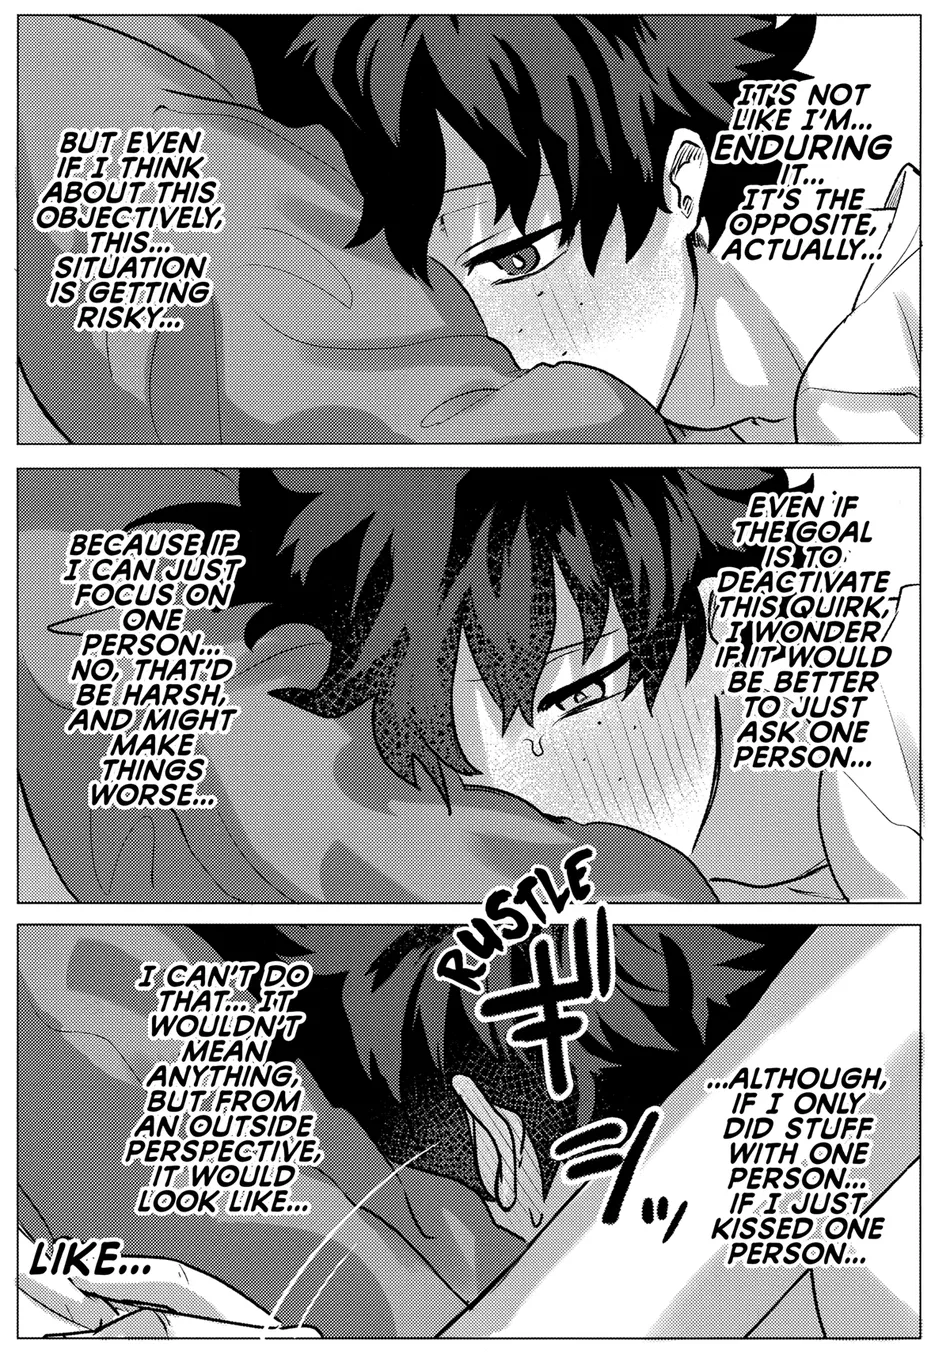 IT'S NOT
LIKE I'M...
ENDURING
IT...
IT'S THE
OPPOSITE,
ACTUALLY...
BUT EVEN
IF I THINK
ABOUT THIS
OBJECTIVELY,
THIS...
SITUATION
IS GETTING
RISKY...
EVEN IF
THE GOAL
IS TO
DEACTIVATE
THIS QUIRK,
I WONDER
IF IT WOULD
BE BETTER
TO JUST
ASK ONE
PERSON...
BECAUSE IF
I CAN JUST
FOCUS ON
ONE
PERSON...
NO, THAT'D
BE HARSH,
AND MIGHT
MAKE
THINGS
WORSE...
RUSTLE
ギシッ
...ALTHOUGH,
IF I ONLY
DID STUFF
WITH ONE
PERSON...
IF I JUST
KISSED ONE
PERSON...
I CAN'T DO
THAT... IT
WOULDN'T
MEAN
ANYTHING,
BUT FROM
AN OUTSIDE
PERSPECTIVE,
IT WOULD
LOOK LIKE...
LIKE...